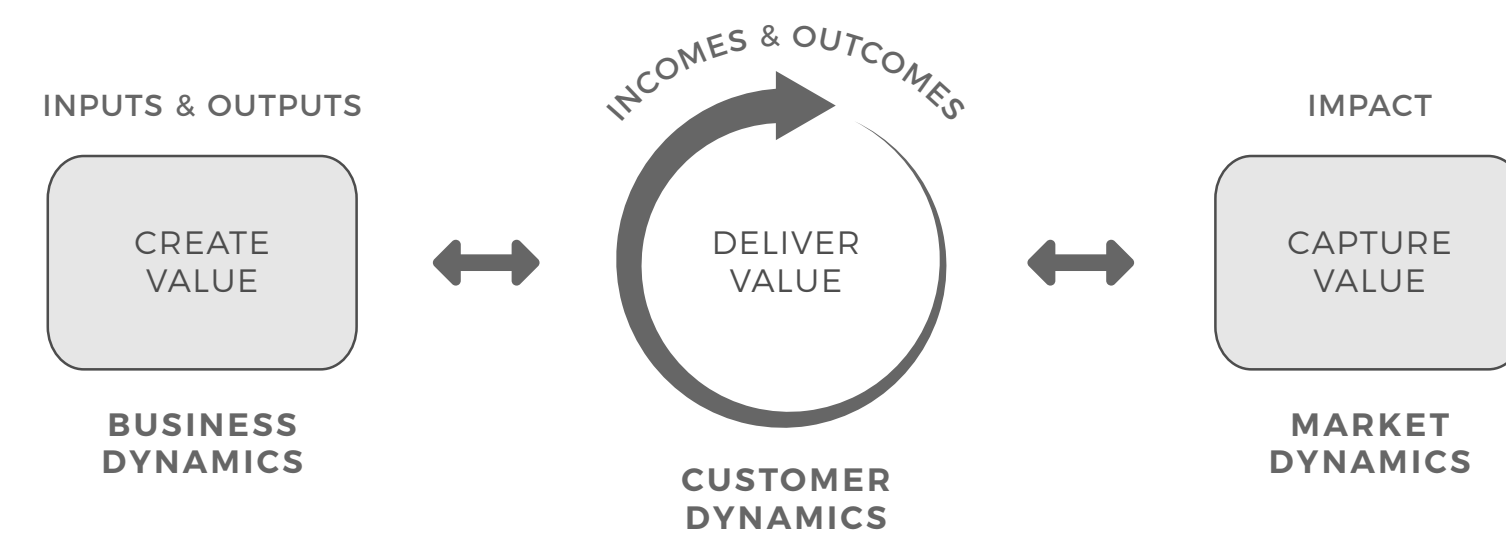 INPUTS & OUTPUTS
CREATE
VALUE
BUSINESS
DYNAMICS
INCOMES & OUTCOMES
DELIVER
VALUE
CUSTOMER
DYNAMICS
IMPACT
CAPTURE
VALUE
MARKET
DYNAMICS